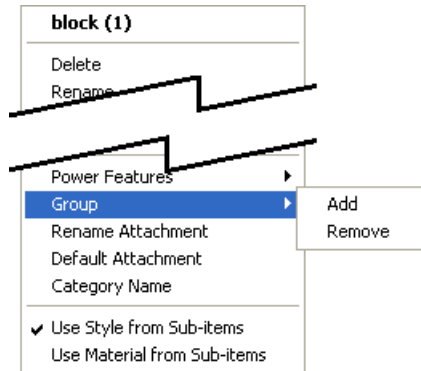 block (1)
Delete
Rename
Power Features
Group
Add
Rename Attachment
Remove
Default Attachment
Category Name
Use Style from Sub-items
Use Material from Sub-items